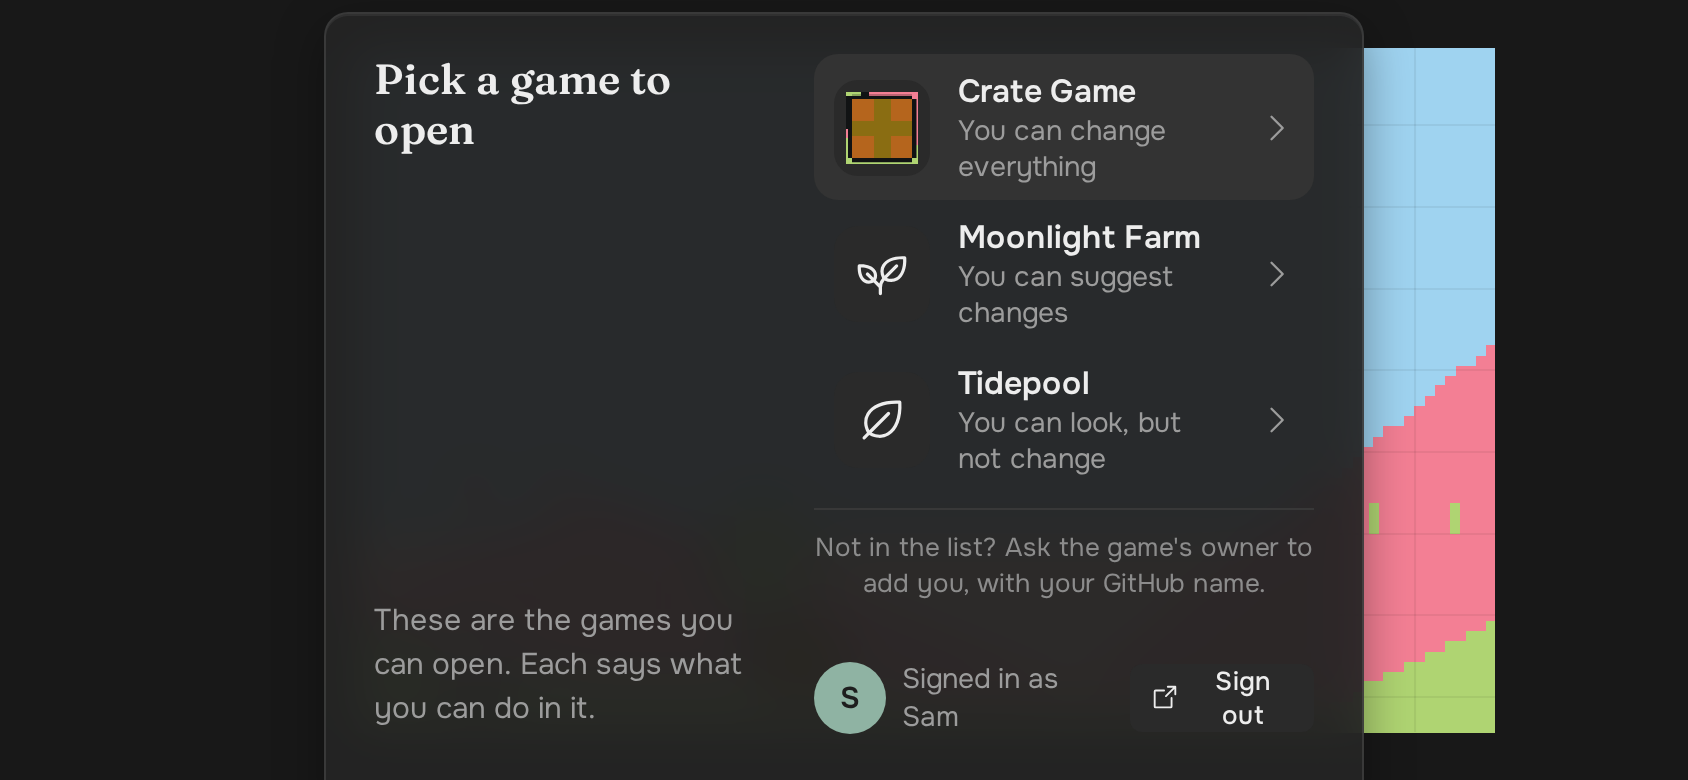 Pick a game to
open
These are the games you
can open. Each says what
you can do in it.
Crate Game
You can change
everything
Moonlight Farm
You can suggest
changes
Tidepool
You can look, but
not change
Not in the list? Ask the game's owner to
add you, with your GitHub name.
S
Signed in as
Sam
Sign
out